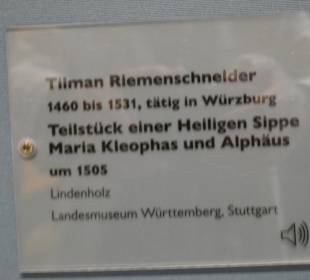 Tilman Riemenschneider
1460 bis 1531, tätig in Würzburg
Teilstück einer Heiligen Sippe
Maria Kleophas und Alphäus
um 1505
Lindenholz
Landesmuseum Württemberg, Stuttgart